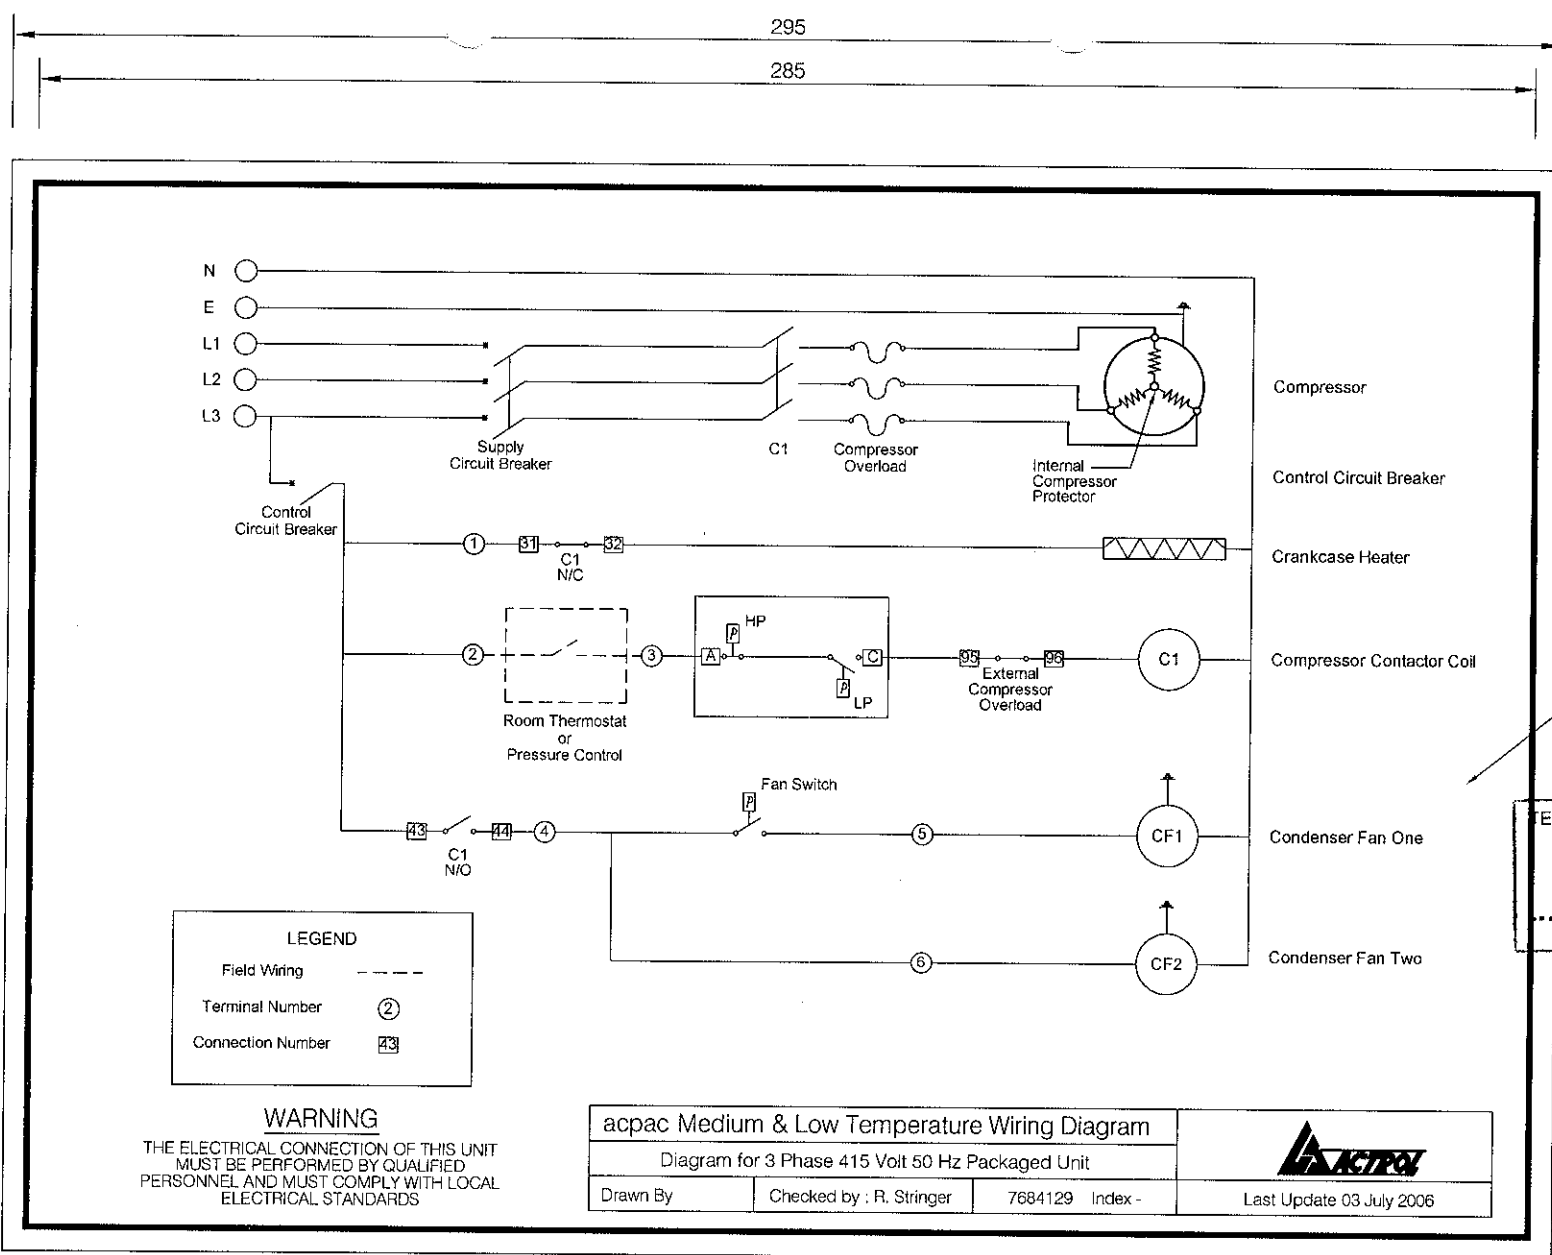 295
285
N
E
L1
L2
L3
Supply
Circuit Breaker
C1
Compressor
Overload
Internal
Compressor
Protector
Compressor
Control
Circuit Breaker
Control Circuit Breaker
1
31
32
C1
N/C
Crankcase Heater
2
3
A
P
HP
P
LP
C
95
96
External
Compressor
Overload
C1
Compressor Contactor Coil
Room Thermostat
or
Pressure Control
Fan Switch
P
43
44
4
C1
N/O
5
CF1
Condenser Fan One
TE
6
CF2
Condenser Fan Two
LEGEND
Field Wiring
Terminal Number 2
Connection Number 43
WARNING
THE ELECTRICAL CONNECTION OF THIS UNIT
MUST BE PERFORMED BY QUALIFIED
PERSONNEL AND MUST COMPLY WITH LOCAL
ELECTRICAL STANDARDS
acpac Medium & Low Temperature Wiring Diagram
Diagram for 3 Phase 415 Volt 50 Hz Packaged Unit
Drawn By
Checked by : R. Stringer
7684129 Index -
ACTROL
Last Update 03 July 2006